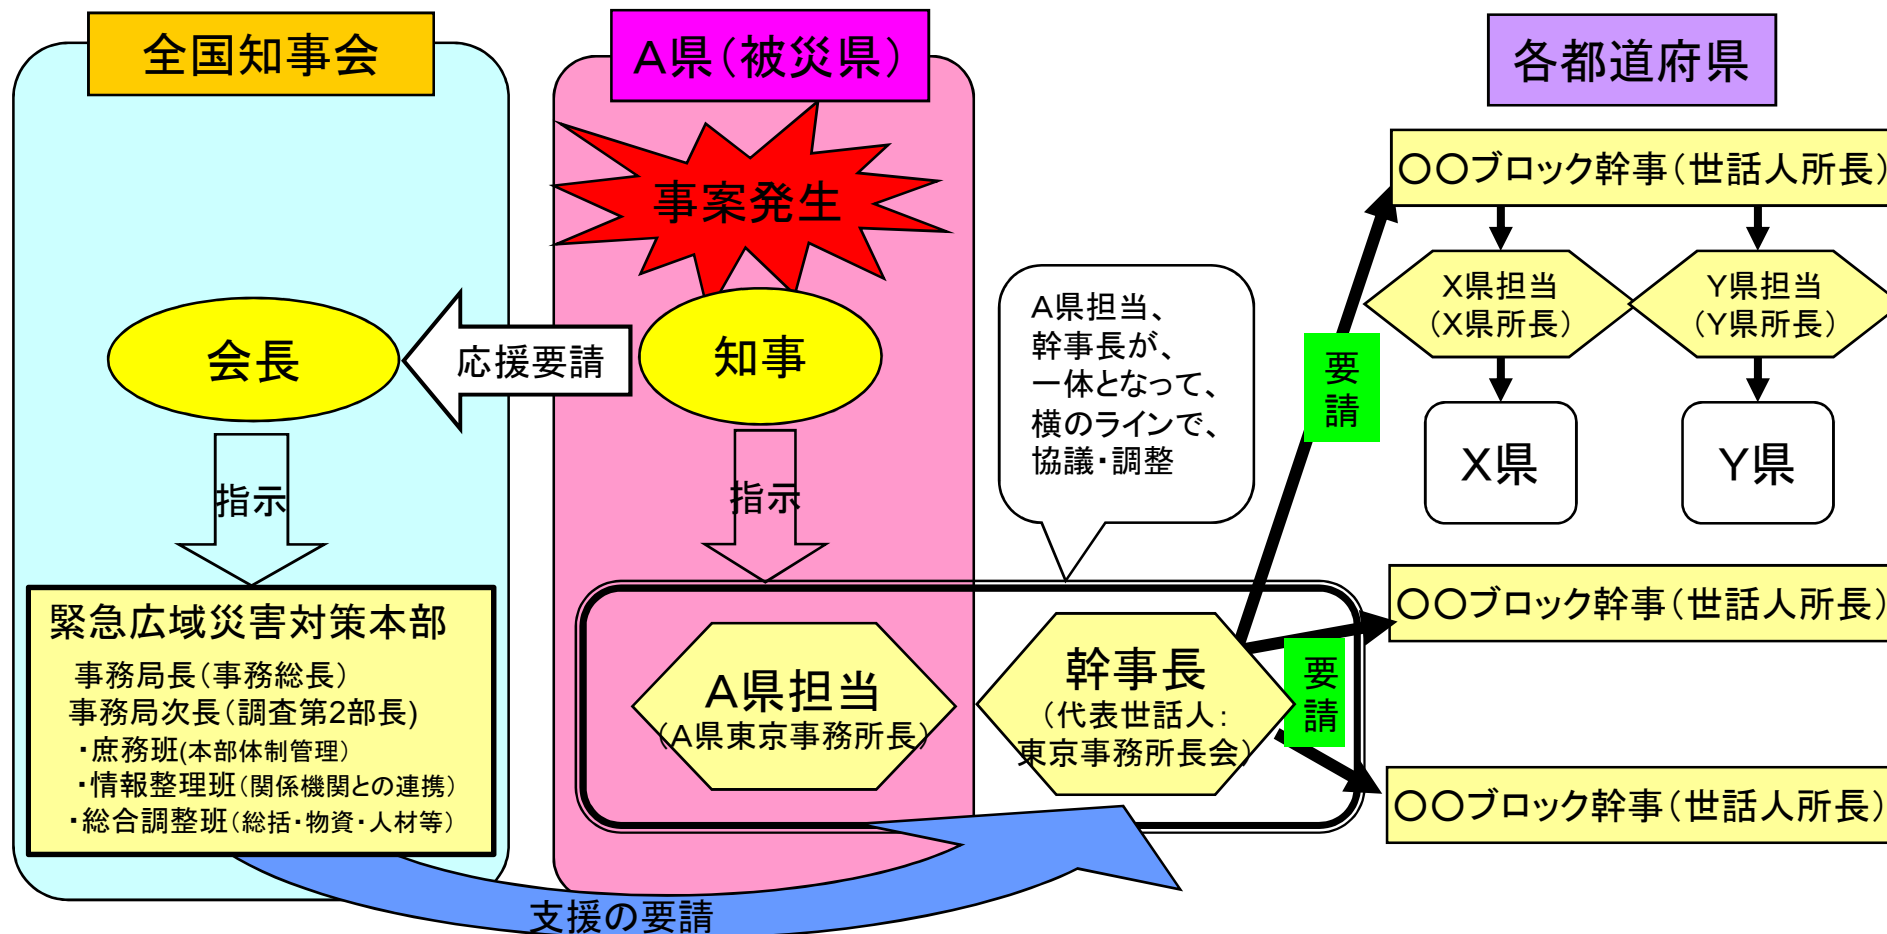 全国知事会
会長
指示
緊急広域災害対策本部
事務局長(事務総長)
事務局次長(調査第2部長)
・庶務班(本部体制管理)
・情報整理班(関係機関との連携)
・総合調整班(総括・物資・人材等)
A県(被災県)
事案発生
知事
応援要請
指示
A県担当、
幹事長が、
一体となって、
横のラインで、
協議・調整
A県担当
(A県東京事務所長)
幹事長
(代表世話人:
東京事務所長会)
支援の要請
要請
要請
各都道府県
〇〇ブロック幹事(世話人所長)
X県担当
(X県所長)
Y県担当
(Y県所長)
X県
Y県
〇〇ブロック幹事(世話人所長)
〇〇ブロック幹事(世話人所長)